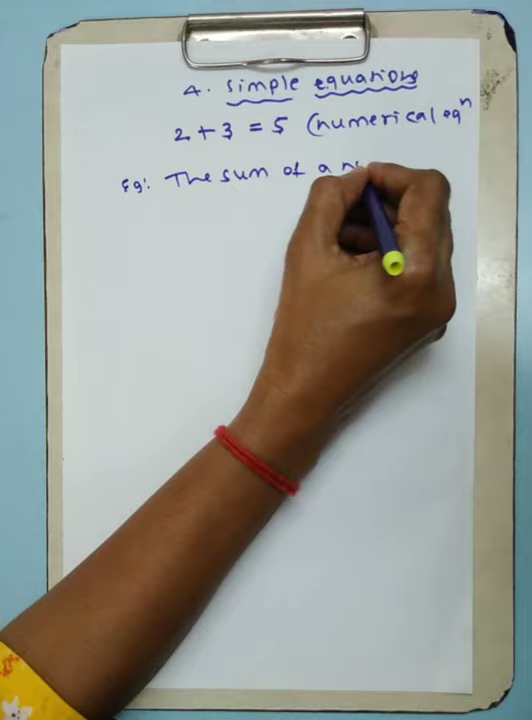 4. simple equations
2 + 3 = 5 (numerical eqⁿ
Eg:. The sum of a